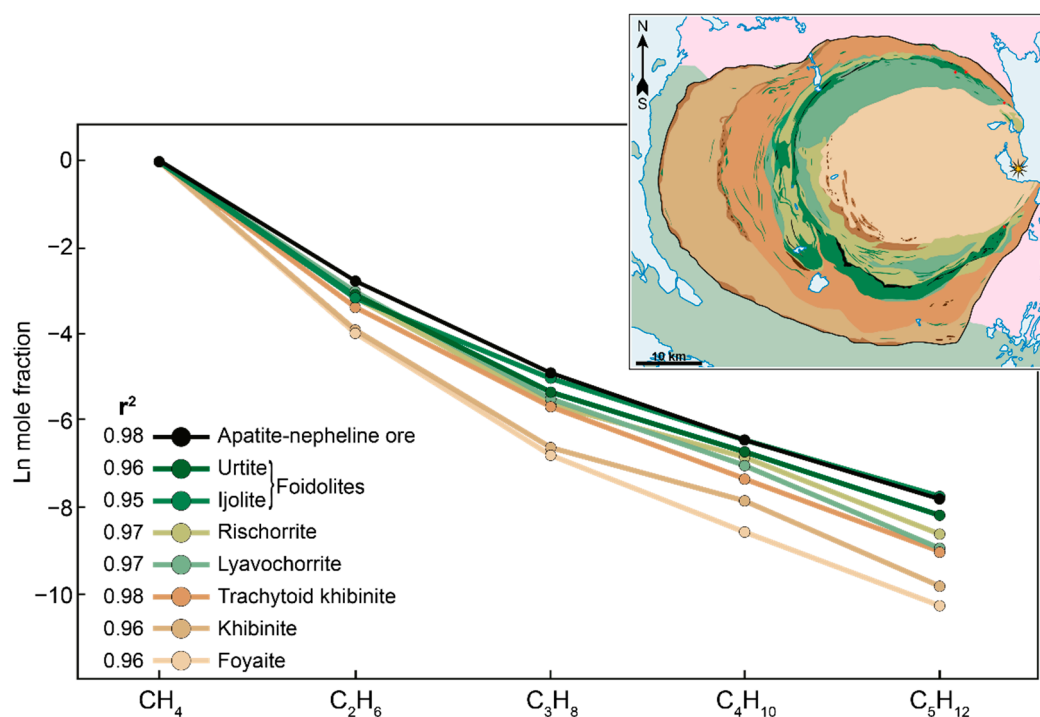 N
S
10 km
0
−2
−4
−6
−8
−10
Ln mole fraction
r²
0.98 Apatite-nepheline ore
0.96 Urtite
0.95 Ijolite
Foidolites
0.97 Rischorrite
0.97 Lyavochorrite
0.98 Trachytoid khibinite
0.96 Khibinite
0.96 Foyaite
CH₄ C₂H₆ C₃H₈ C₄H₁₀ C₅H₁₂